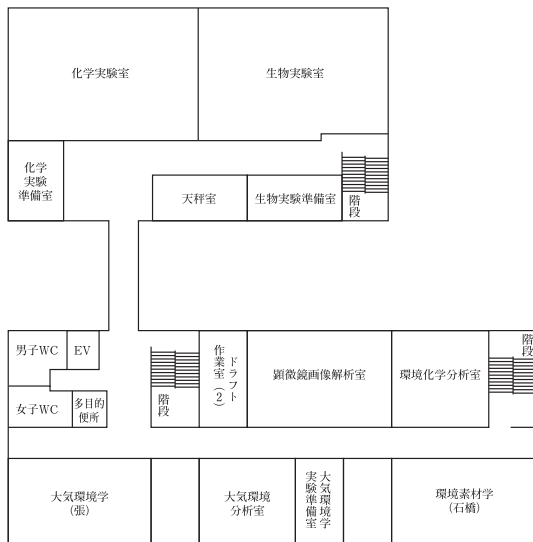 化学実験室
生物実験室
化学
実験
準備室
天秤室
生物実験準備室
階段
男子WC
EV
女子WC
多目的
便所
階段
ドラフト
作業室(2)
顕微鏡画像解析室
環境化学分析室
階段
大気環境学
(張)
大気環境
分析室
大気環境学
実験準備室
環境素材学
(石橋)